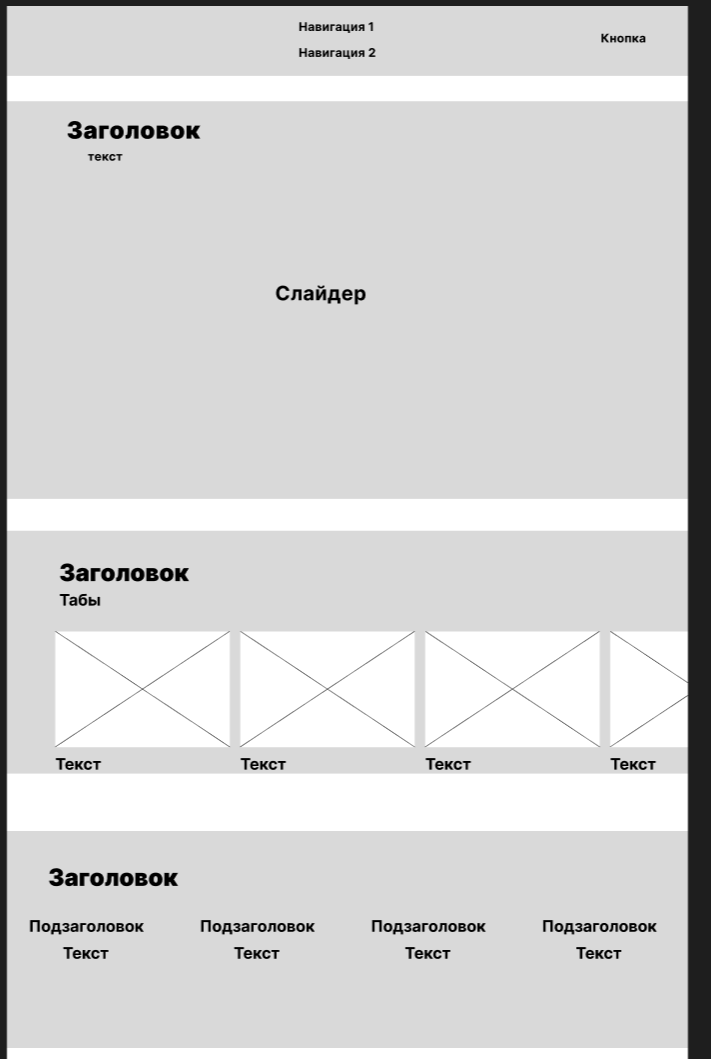 Навигация 1
Кнопка
Навигация 2
Заголовок
текст
Слайдер
Заголовок
Табы
Текст Текст Текст Текст
Заголовок
Подзаголовок Подзаголовок Подзаголовок Подзаголовок
Текст Текст Текст Текст